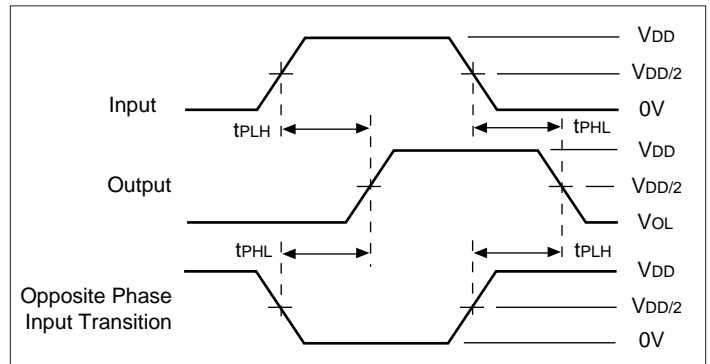 VDD
VDD/2
Input
0V
tPLH
tPHL
VDD
Output
VDD/2
VOL
tPHL
tPLH
VDD
Opposite Phase
Input Transition
VDD/2
0V